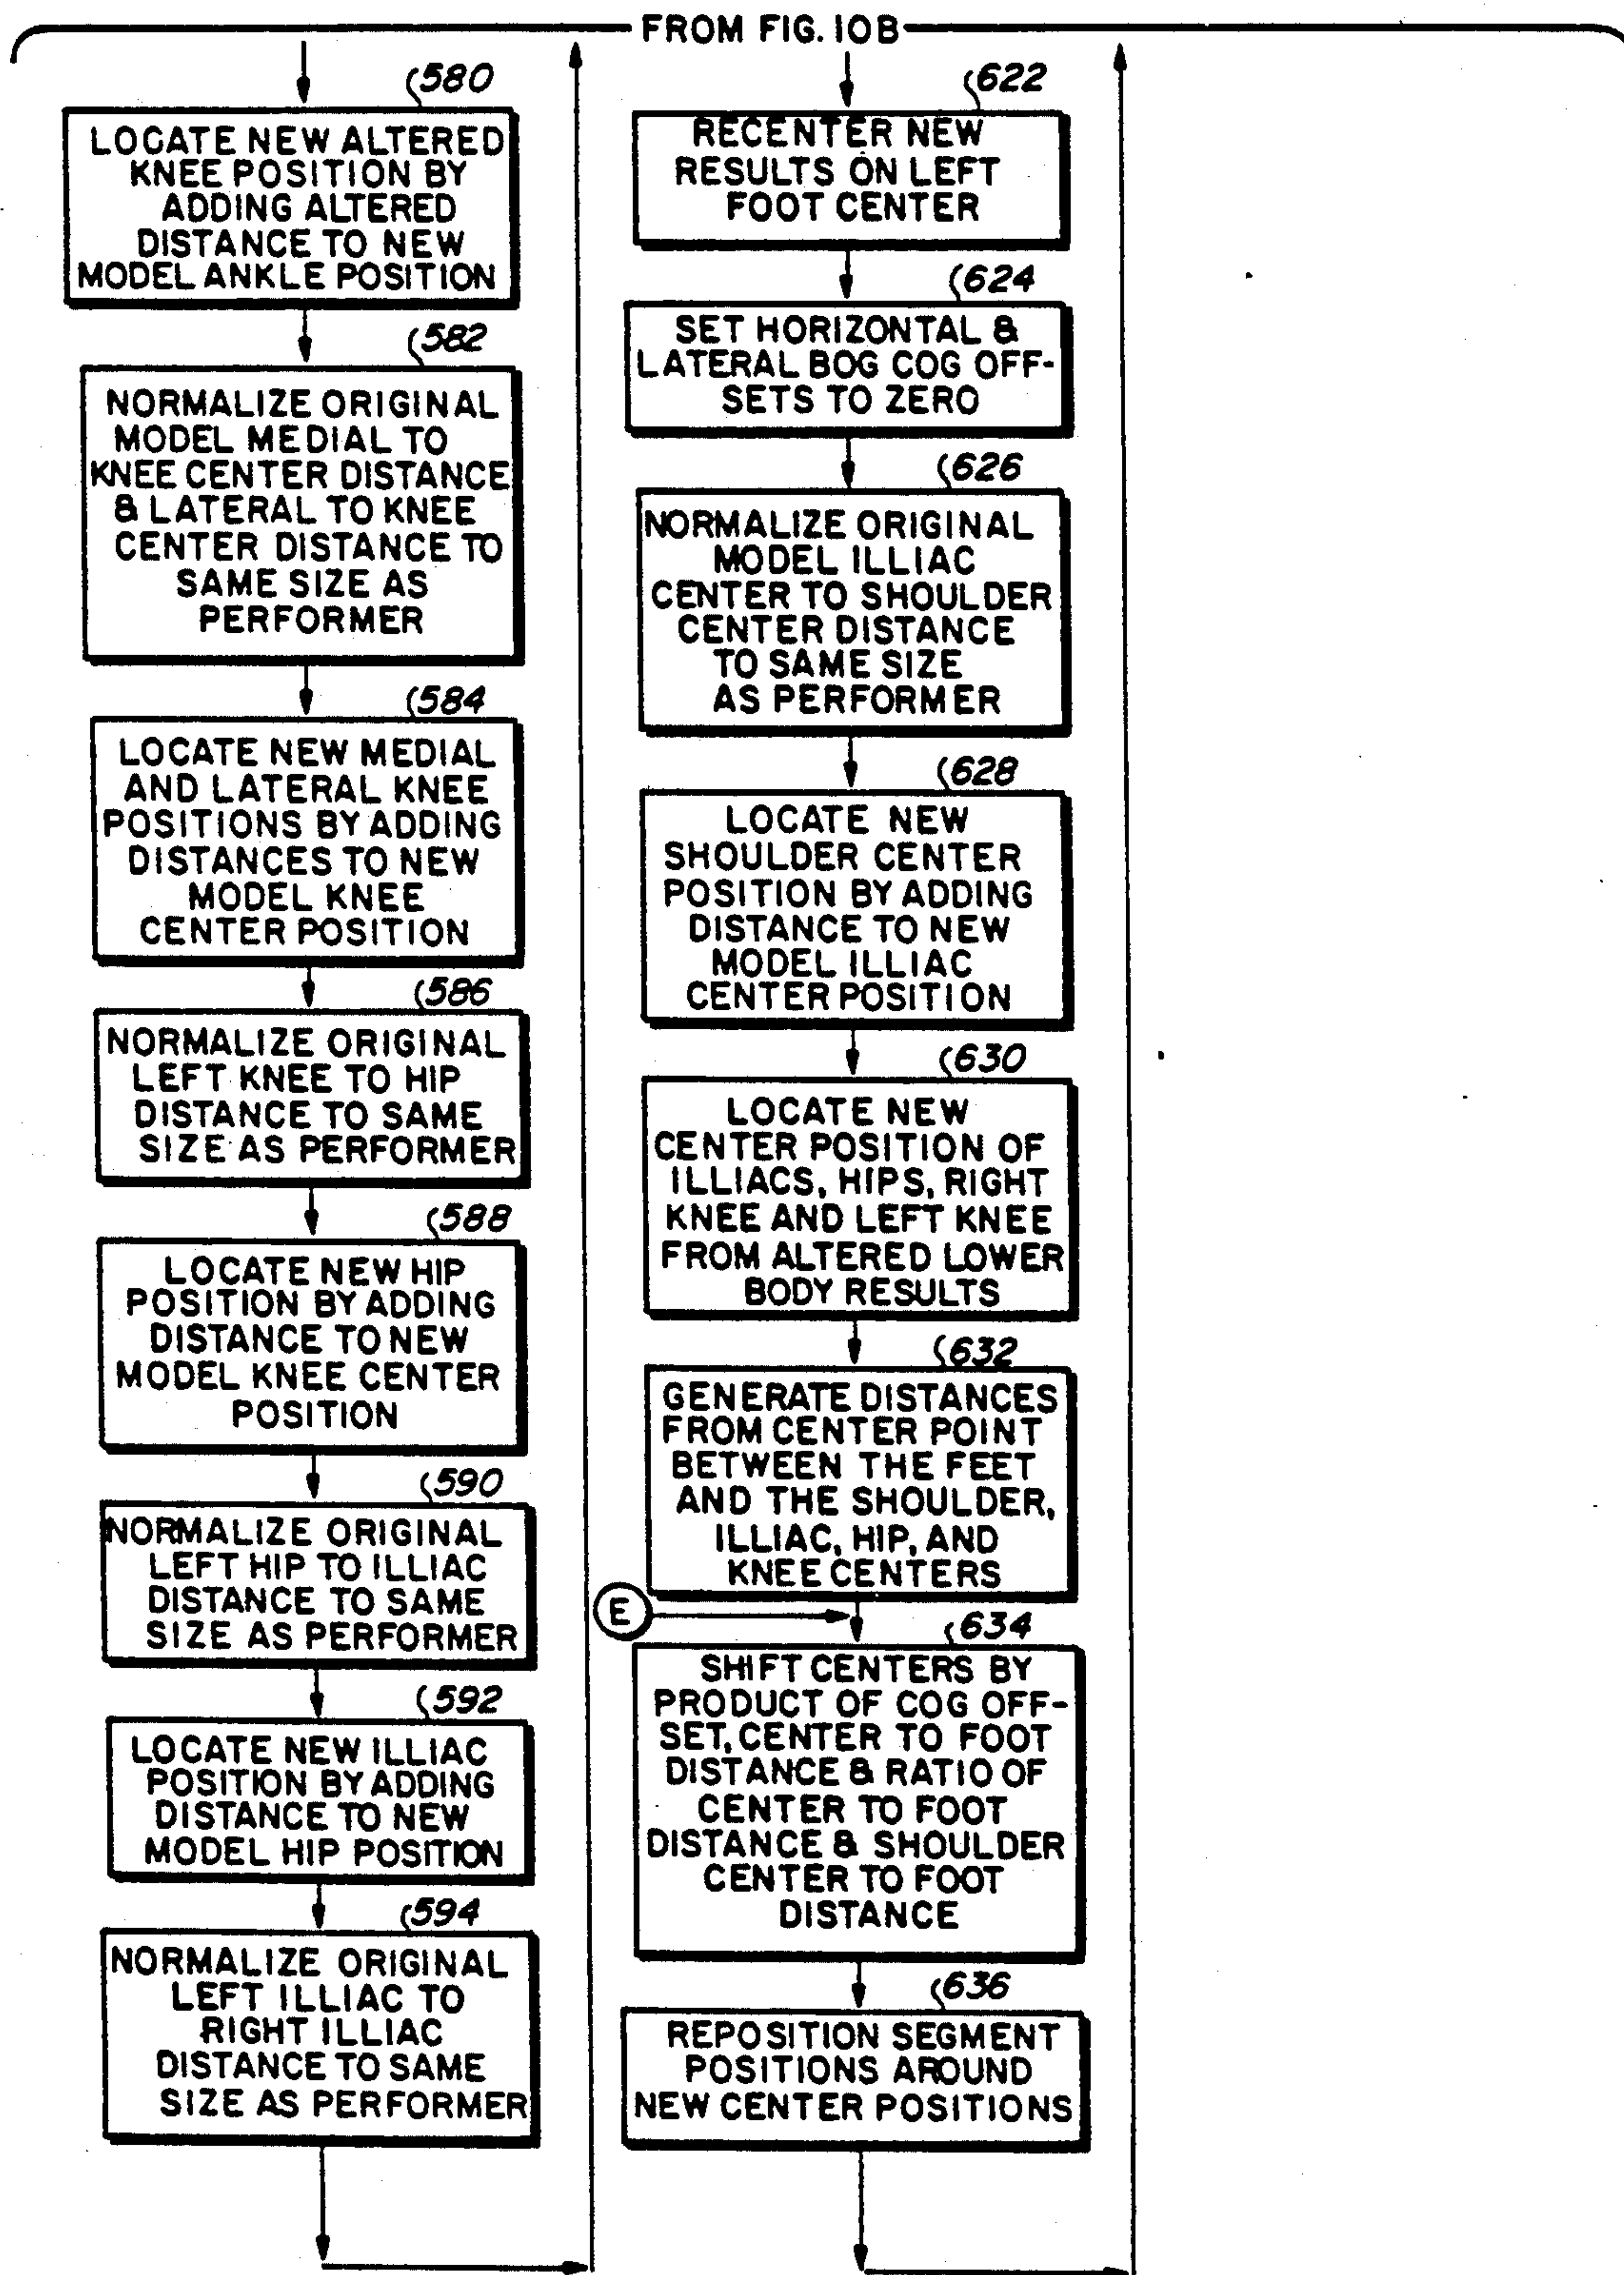 FROM FIG. 10B
580
LOCATE NEW ALTERED
KNEE POSITION BY
ADDING ALTERED
DISTANCE TO NEW
MODEL ANKLE POSITION
582
NORMALIZE ORIGINAL
MODEL MEDIAL TO
KNEE CENTER DISTANCE
& LATERAL TO KNEE
CENTER DISTANCE TO
SAME SIZE AS
PERFORMER
584
LOCATE NEW MEDIAL
AND LATERAL KNEE
POSITIONS BY ADDING
DISTANCES TO NEW
MODEL KNEE
CENTER POSITION
586
NORMALIZE ORIGINAL
LEFT KNEE TO HIP
DISTANCE TO SAME
SIZE AS PERFORMER
588
LOCATE NEW HIP
POSITION BY ADDING
DISTANCE TO NEW
MODEL KNEE CENTER
POSITION
590
NORMALIZE ORIGINAL
LEFT HIP TO ILLIAC
DISTANCE TO SAME
SIZE AS PERFORMER
592
LOCATE NEW ILLIAC
POSITION BY ADDING
DISTANCE TO NEW
MODEL HIP POSITION
594
NORMALIZE ORIGINAL
LEFT ILLIAC TO
RIGHT ILLIAC
DISTANCE TO SAME
SIZE AS PERFORMER
622
RECENTER NEW
RESULTS ON LEFT
FOOT CENTER
624
SET HORIZONTAL &
LATERAL BOG COG OFF-
SETS TO ZERO
626
NORMALIZE ORIGINAL
MODEL ILLIAC
CENTER TO SHOULDER
CENTER DISTANCE
TO SAME SIZE
AS PERFORMER
628
LOCATE NEW
SHOULDER CENTER
POSITION BY ADDING
DISTANCE TO NEW
MODEL ILLIAC
CENTER POSITION
630
LOCATE NEW
CENTER POSITION OF
ILLIACS, HIPS, RIGHT
KNEE AND LEFT KNEE
FROM ALTERED LOWER
BODY RESULTS
632
GENERATE DISTANCES
FROM CENTER POINT
BETWEEN THE FEET
AND THE SHOULDER,
ILLIAC, HIP, AND
KNEE CENTERS
E
634
SHIFT CENTERS BY
PRODUCT OF COG OFF-
SET, CENTER TO FOOT
DISTANCE & RATIO OF
CENTER TO FOOT
DISTANCE & SHOULDER
CENTER TO FOOT
DISTANCE
636
REPOSITION SEGMENT
POSITIONS AROUND
NEW CENTER POSITIONS